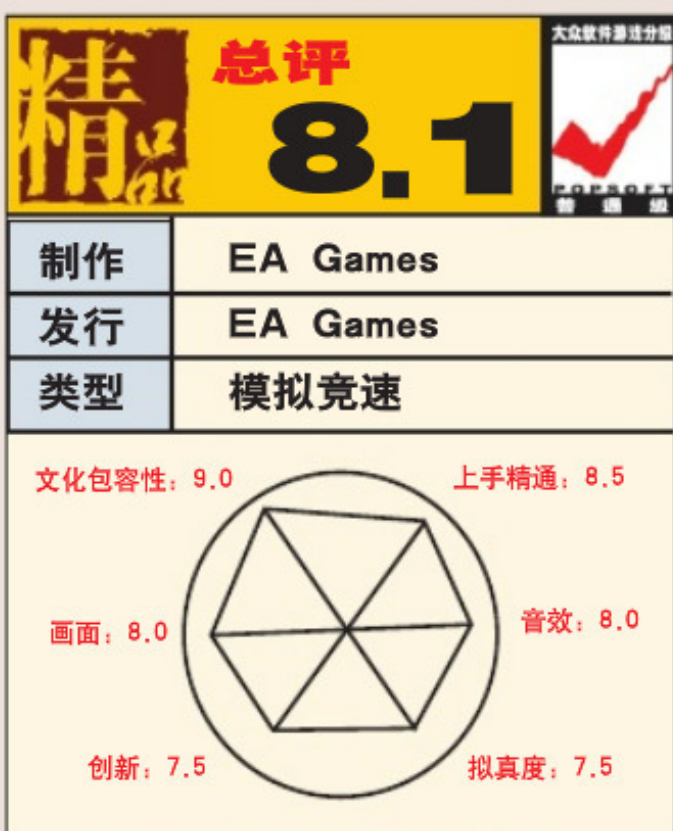 精品
总评
8.1
大众软件游戏分级
POPSOFT
普通级
制作 EA Games
发行 EA Games
类型 模拟竞速
文化包容性：9.0
上手精通：8.5
画面：8.0
音效：8.0
创新：7.5
拟真度：7.5